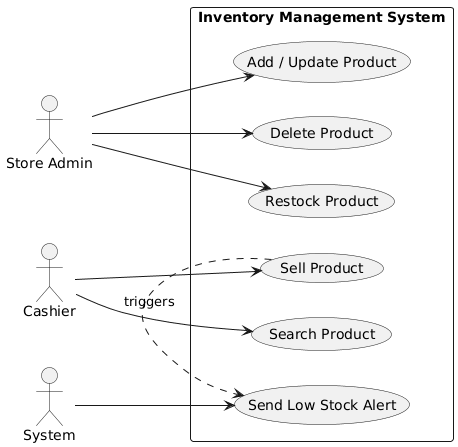 Inventory Management System
Add / Update Product
Delete Product
Store Admin
Restock Product
Sell Product
triggers
Cashier
Search Product
Send Low Stock Alert
System